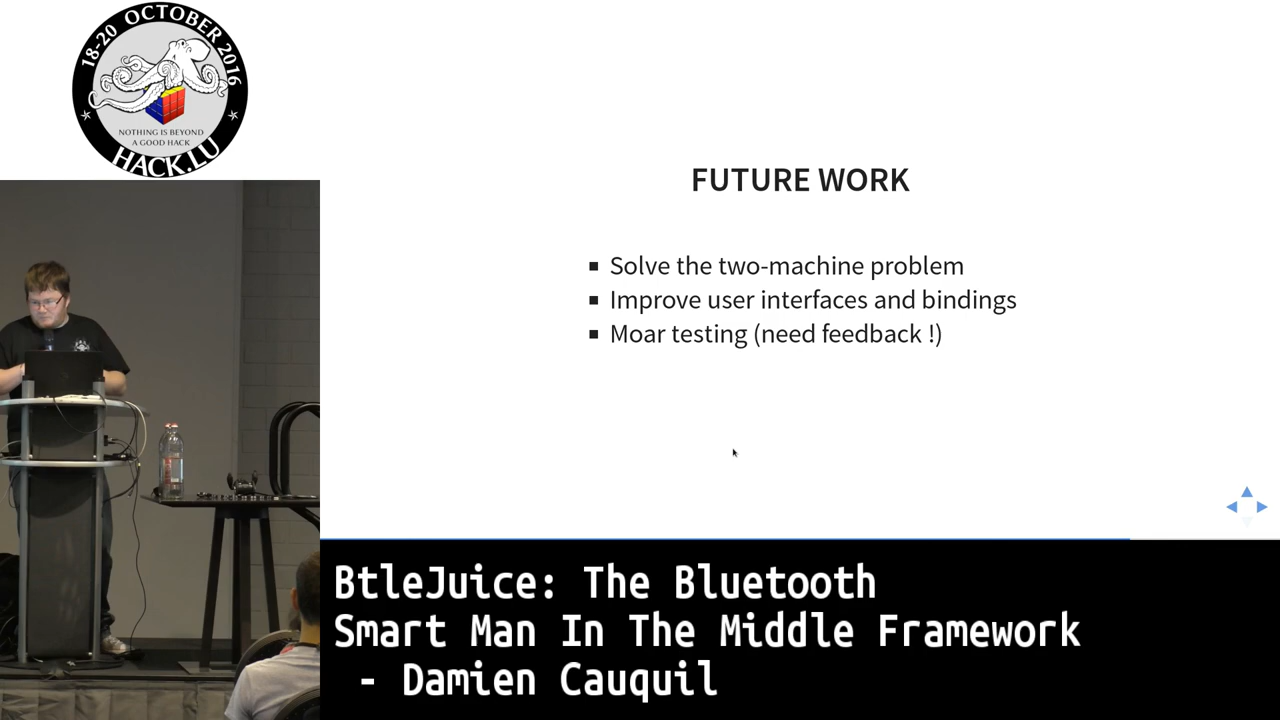 18-20 OCTOBER 2016
NOTHING IS BEYOND
A GOOD HACK
HACK.LU
FUTURE WORK
Solve the two-machine problem
Improve user interfaces and bindings
Moar testing (need feedback !)
BtleJuice: The Bluetooth
Smart Man In The Middle Framework
- Damien Cauquil